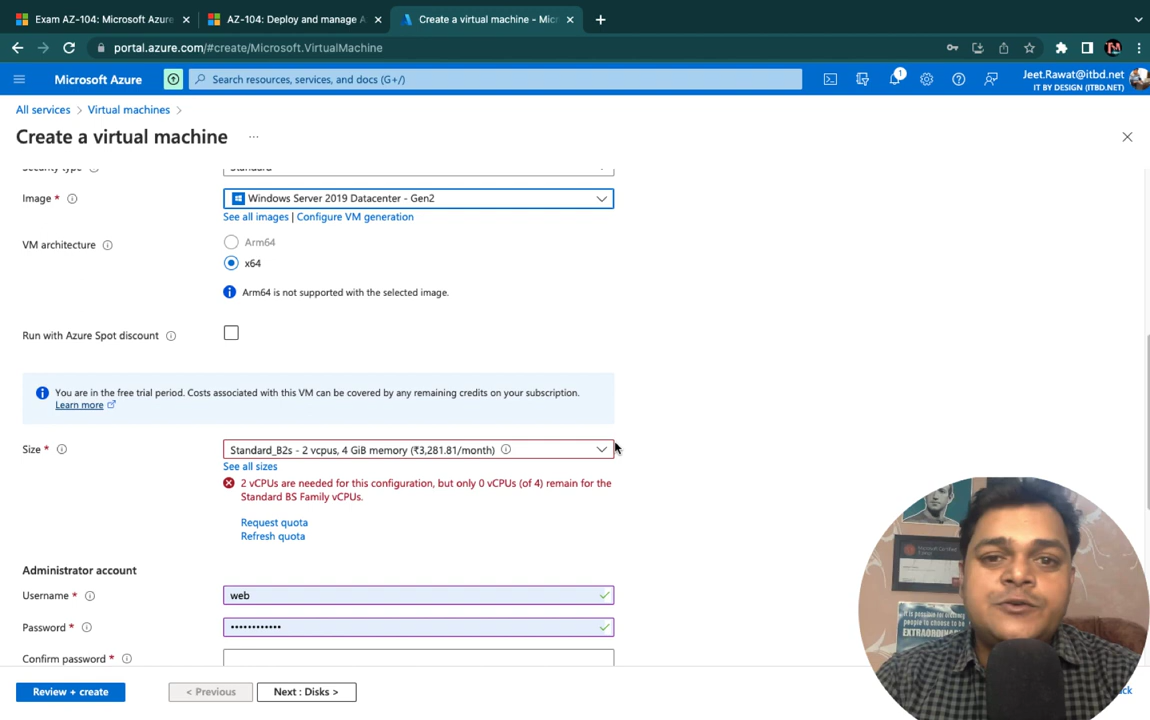 Exam AZ-104: Microsoft Azure
AZ-104: Deploy and manage A
Create a virtual machine - Mic
portal.azure.com/#create/Microsoft.VirtualMachine
Microsoft Azure
Search resources, services, and docs (G+/)
1
Jeet.Rawat@itbd.net
IT BY DESIGN (ITBD.NET)
All services > Virtual machines >
Create a virtual machine ...
Security type
Standard
Image *
Windows Server 2019 Datacenter - Gen2
See all images | Configure VM generation
VM architecture
Arm64
x64
Arm64 is not supported with the selected image.
Run with Azure Spot discount
You are in the free trial period. Costs associated with this VM can be covered by any remaining credits on your subscription.
Learn more
Size *
Standard_B2s - 2 vcpus, 4 GiB memory (₹3,281.81/month)
See all sizes
2 vCPUs are needed for this configuration, but only 0 vCPUs (of 4) remain for the
Standard BS Family vCPUs.
Request quota
Refresh quota
Administrator account
Username *
web
Password *
••••••••••••
Confirm password *
Review + create
< Previous
Next : Disks >
EXTRAORDINARY